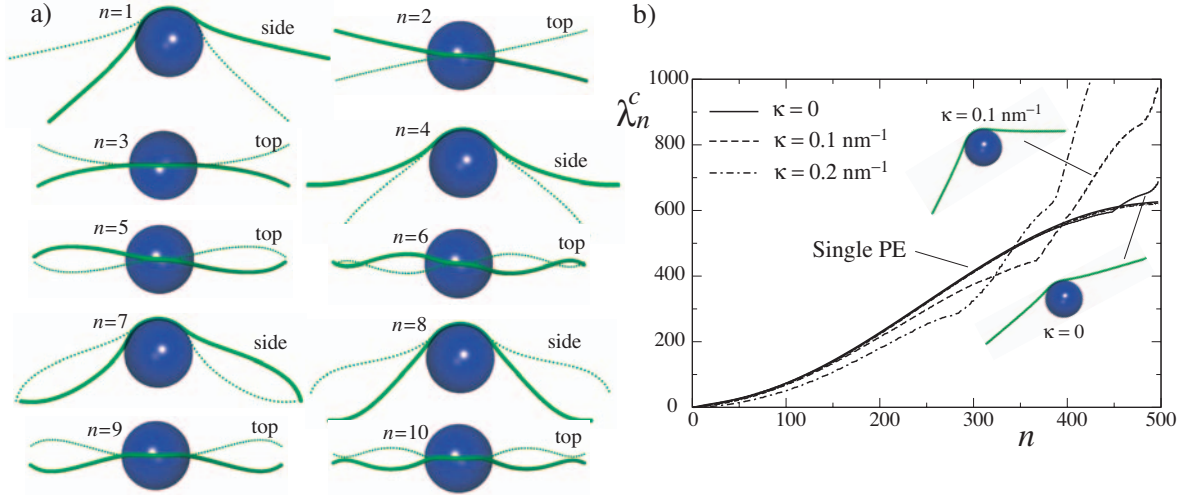 a)
n=1
side
n=2
top
n=3
top
n=4
side
n=5
top
n=6
top
n=7
side
n=8
side
n=9
top
n=10
top
b)
1000
800
600
400
200
0
λₙᶜ
κ = 0
κ = 0.1 nm⁻¹
κ = 0.2 nm⁻¹
κ = 0.1 nm⁻¹
Single PE
κ = 0
0 100 200 300 400 500
n